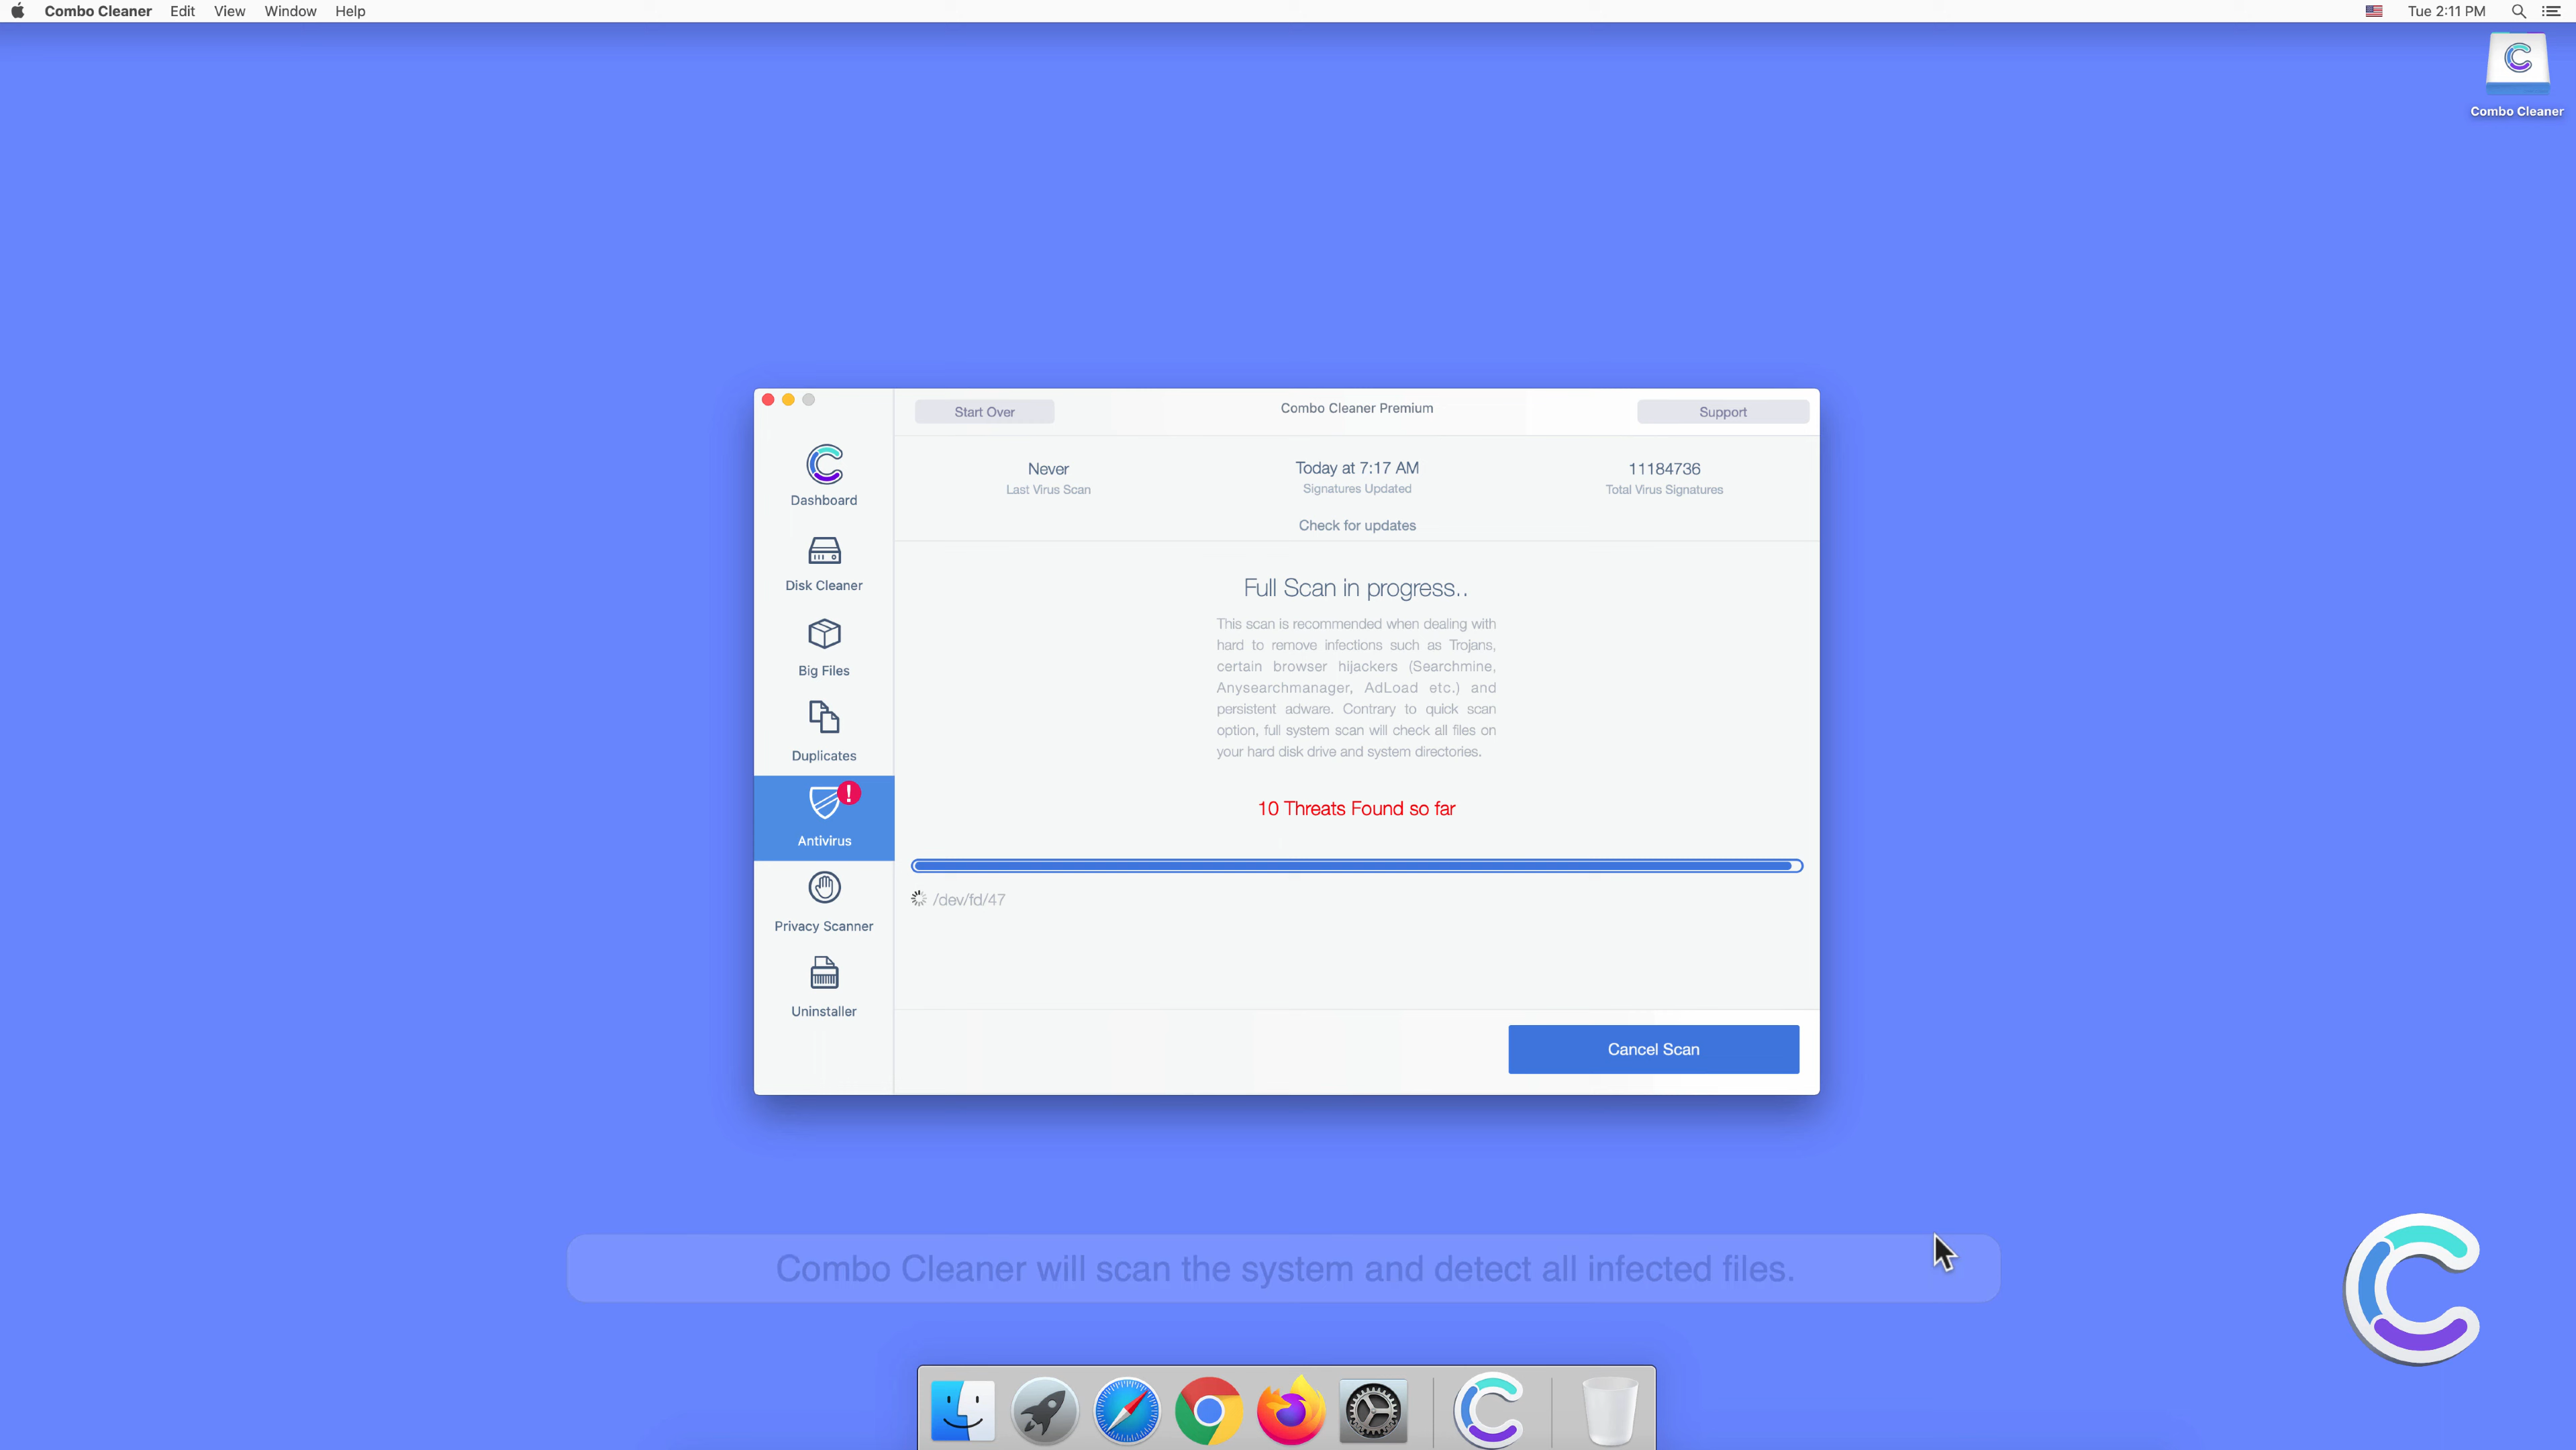 Combo Cleaner Edit View Window Help Tue 2:11 PM
Combo Cleaner
Start Over Combo Cleaner Premium Support
Never Today at 7:17 AM 11184736
Last Virus Scan Signatures Updated Total Virus Signatures
Check for updates
Dashboard
Disk Cleaner
Big Files
Duplicates
!
Antivirus
Privacy Scanner
Uninstaller
Full Scan in progress..
This scan is recommended when dealing with
hard to remove infections such as Trojans,
certain browser hijackers (Searchmine,
Anysearchmanager, AdLoad etc.) and
persistent adware. Contrary to quick scan
option, full system scan will check all files on
your hard disk drive and system directories.
10 Threats Found so far
/dev/fd/47
Cancel Scan
Combo Cleaner will scan the system and detect all infected files.